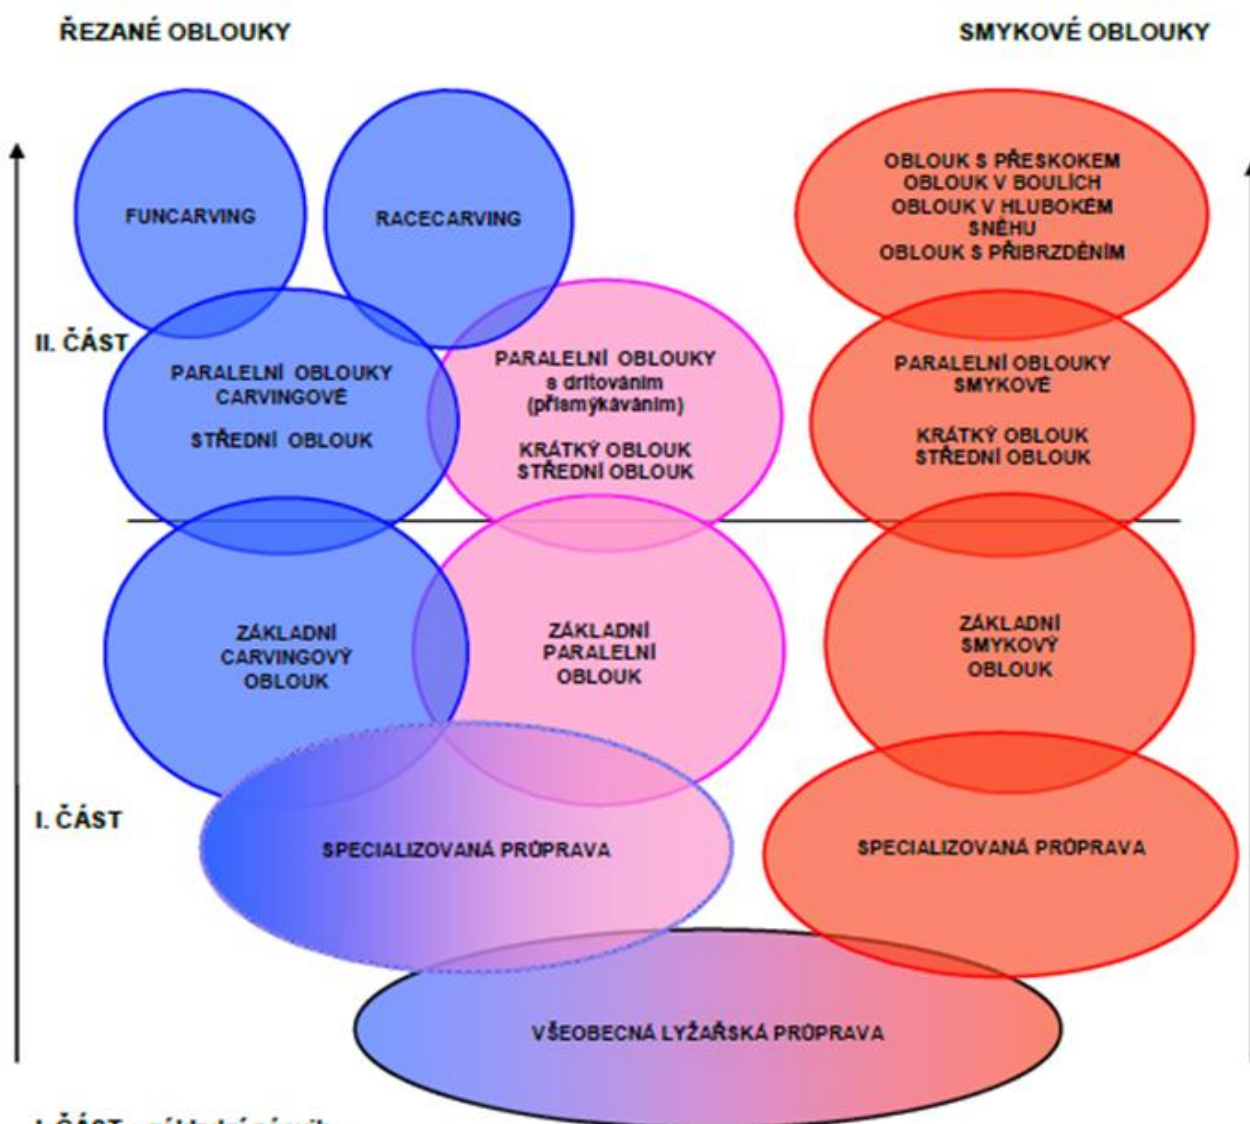 ŘEZANÉ OBLOUKY
SMYKOVÉ OBLOUKY
FUNCARVING
RACECARVING
OBLOUK S PŘESKOKEM
OBLOUK V BOULÍCH
OBLOUK V HLUBOKÉM
SNĚHU
OBLOUK S PŘIBRZDĚNÍM
II. ČÁST
PARALELNÍ OBLOUKY
CARVINGOVÉ
STŘEDNÍ OBLOUK
PARALELNÍ OBLOUKY
s driftováním
(přismýkáváním)
KRÁTKÝ OBLOUK
STŘEDNÍ OBLOUK
PARALELNÍ OBLOUKY
SMYKOVÉ
KRÁTKÝ OBLOUK
STŘEDNÍ OBLOUK
ZÁKLADNÍ
CARVINGOVÝ
OBLOUK
ZÁKLADNÍ
PARALELNÍ
OBLOUK
ZÁKLADNÍ
SMYKOVÝ
OBLOUK
I. ČÁST
SPECIALIZOVANÁ PRŮPRAVA
SPECIALIZOVANÁ PRŮPRAVA
VŠEOBECNÁ LYŽAŘSKÁ PRŮPRAVA
I. ČÁST